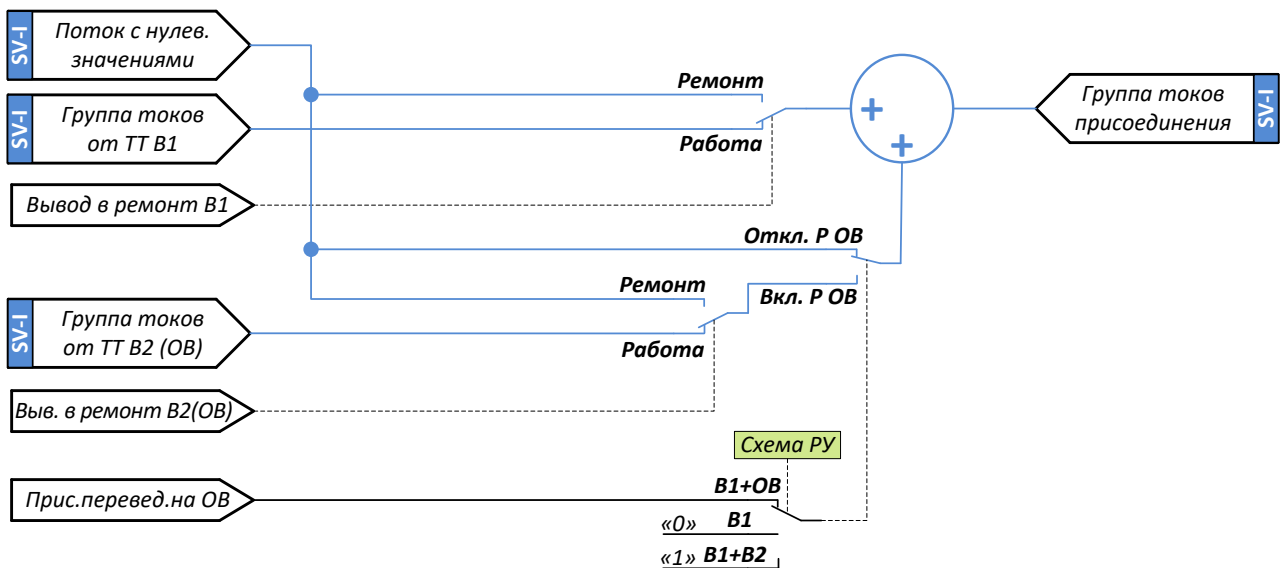 SV-I
Поток с нулев.
значениями
SV-I
Группа токов
от ТТ В1
Вывод в ремонт В1
SV-I
Группа токов
от ТТ В2 (ОВ)
Выв. в ремонт В2(ОВ)
Прис.перевед.на ОВ
Ремонт
Работа
Откл. Р ОВ
Ремонт
Вкл. Р ОВ
Работа
Схема РУ
В1+ОВ
«0» В1
«1» В1+В2
+
+
Группа токов
присоединения
SV-I